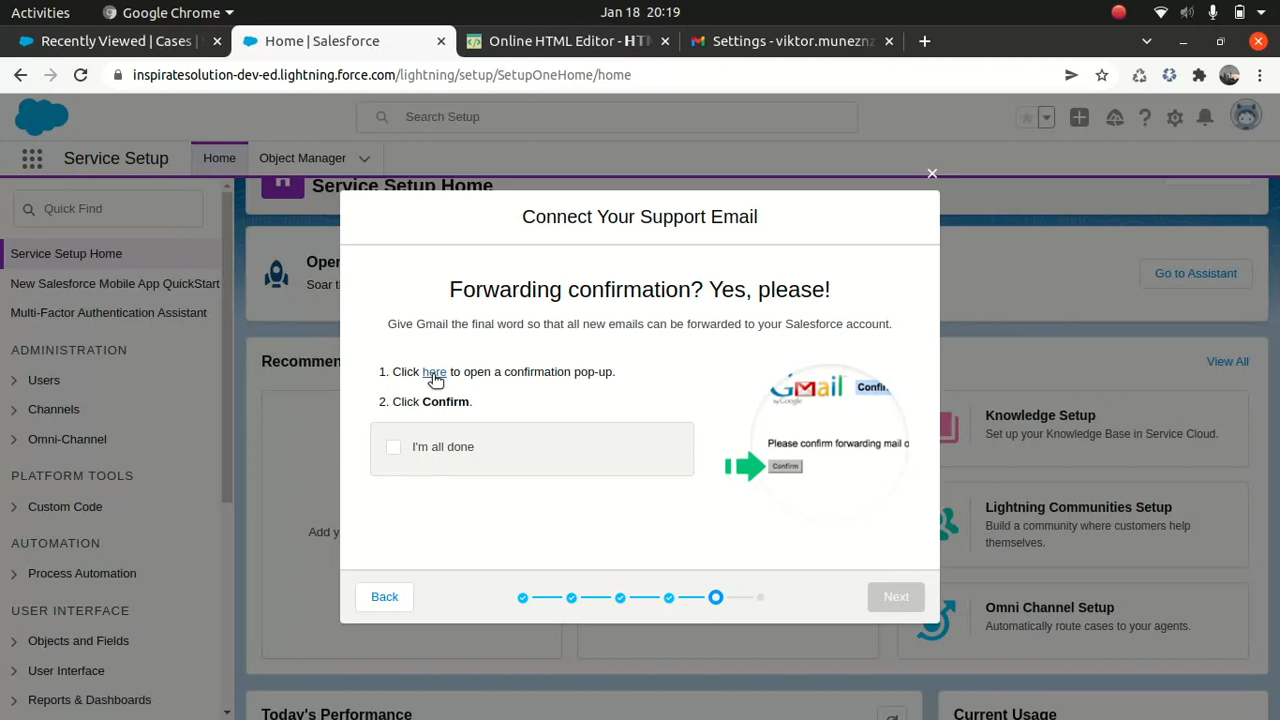 Activities
Google Chrome
Jan 18 20:19
Recently Viewed | Cases |
Home | Salesforce
Online HTML Editor - HTM
Settings - viktor.muneznz
inspiratesolution-dev-ed.lightning.force.com/lightning/setup/SetupOneHome/home
Search Setup
Service Setup
Home
Object Manager
Quick Find
Service Setup Home
New Salesforce Mobile App QuickStart
Multi-Factor Authentication Assistant
ADMINISTRATION
Users
Channels
Omni-Channel
PLATFORM TOOLS
Custom Code
AUTOMATION
Process Automation
USER INTERFACE
Objects and Fields
User Interface
Reports & Dashboards
Service Setup Home
Go to Assistant
View All
Knowledge Setup
Set up your Knowledge Base in Service Cloud.
Lightning Communities Setup
Build a community where customers help
themselves.
Omni Channel Setup
Automatically route cases to your agents.
Add y
Today's Performance
Current Usage
Connect Your Support Email
Forwarding confirmation? Yes, please!
Give Gmail the final word so that all new emails can be forwarded to your Salesforce account.
1. Click here to open a confirmation pop-up.
2. Click Confirm.
I'm all done
Gmail
by Google
Confir
Please confirm forwarding mail o
Confirm
Back
Next